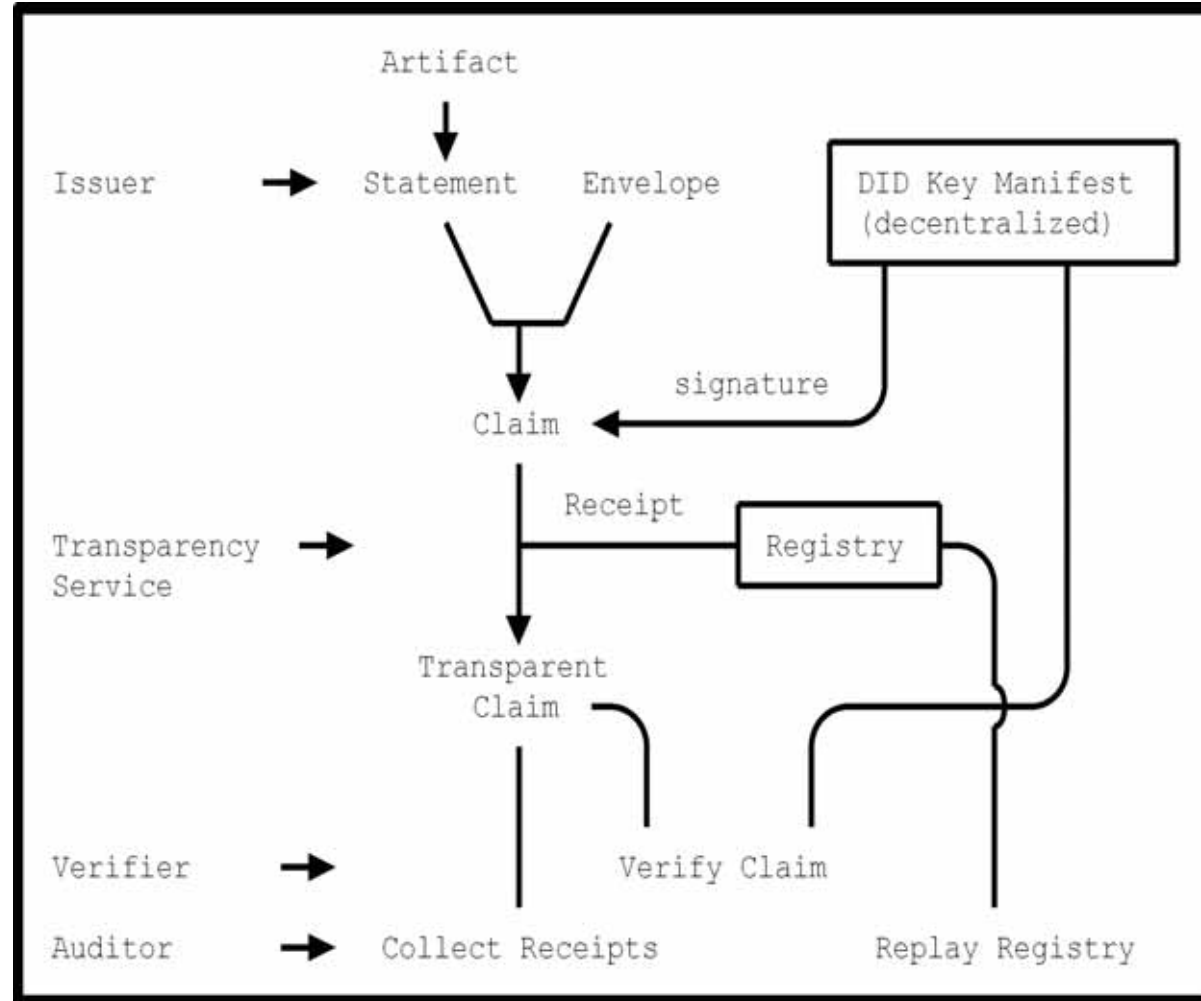 Artifact
Issuer Statement Envelope DID Key Manifest
(decentralized)
signature
Claim
Receipt
Transparency Registry
Service
Transparent
Claim
Verifier Verify Claim
Auditor Collect Receipts Replay Registry